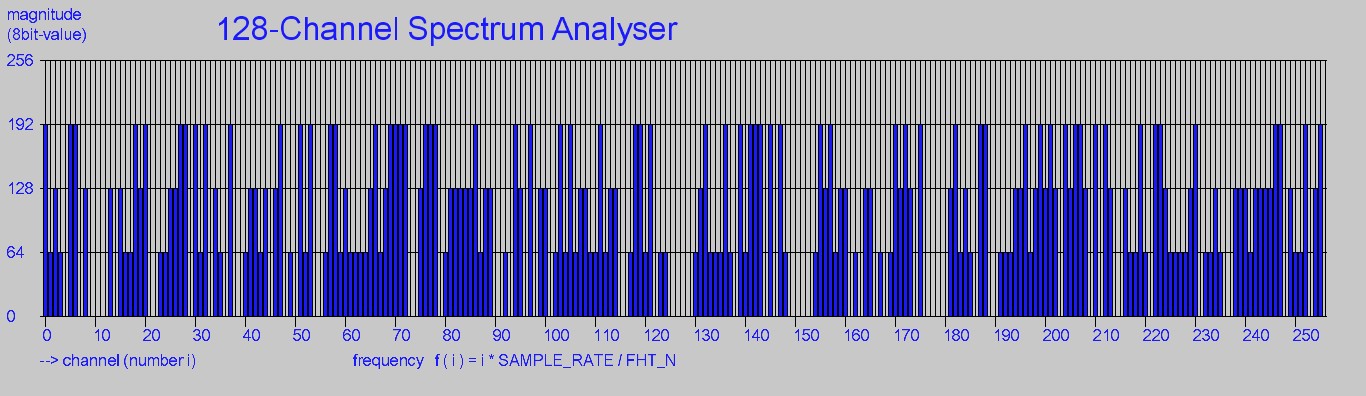 magnitude
(8bit-value)
128-Channel Spectrum Analyser
256
192
128
64
0
0 10 20 30 40 50 60 70 80 90 100 110 120 130 140 150 160 170 180 190 200 210 220 230 240 250
--> channel (number i) frequency f ( i ) = i * SAMPLE_RATE / FHT_N